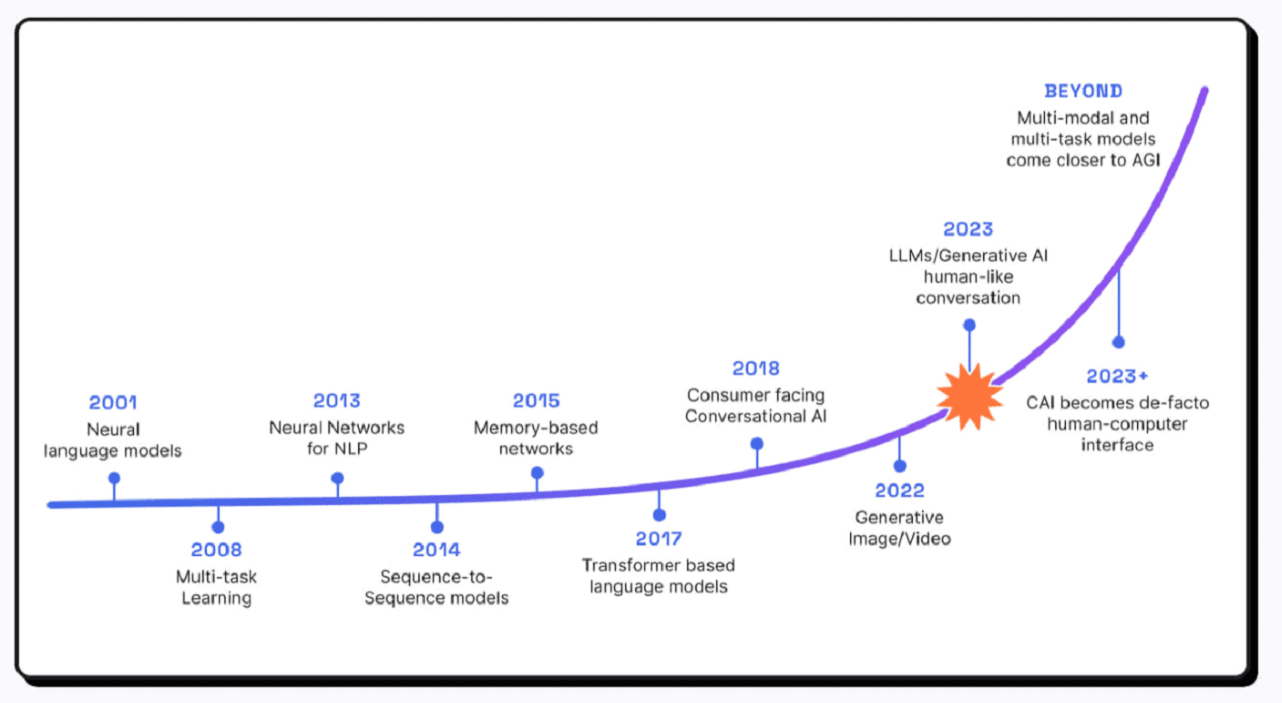 2001
Neural
language models
2008
Multi-task
Learning
2013
Neural Networks
for NLP
2014
Sequence-to-
Sequence models
2015
Memory-based
networks
2017
Transformer based
language models
2018
Consumer facing
Conversational AI
2022
Generative
Image/Video
2023
LLMs/Generative AI
human-like
conversation
2023+
CAI becomes de-facto
human-computer
interface
BEYOND
Multi-modal and
multi-task models
come closer to AGI